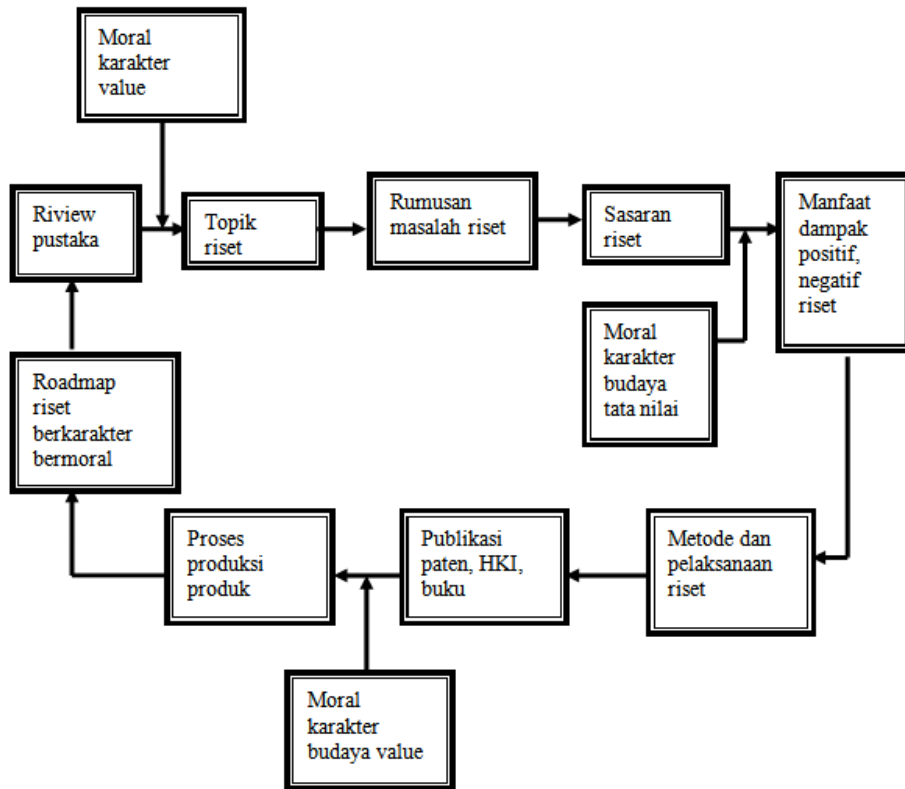 Moral
karakter
value
Riview
pustaka
Topik
riset
Rumusan
masalah riset
Sasaran
riset
Manfaat
dampak
positif,
negatif
riset
Moral
karakter
budaya
tata nilai
Roadmap
riset
berkarakter
bermoral
Proses
produksi
produk
Publikasi
paten, HKI,
buku
Metode dan
pelaksanaan
riset
Moral
karakter
budaya value